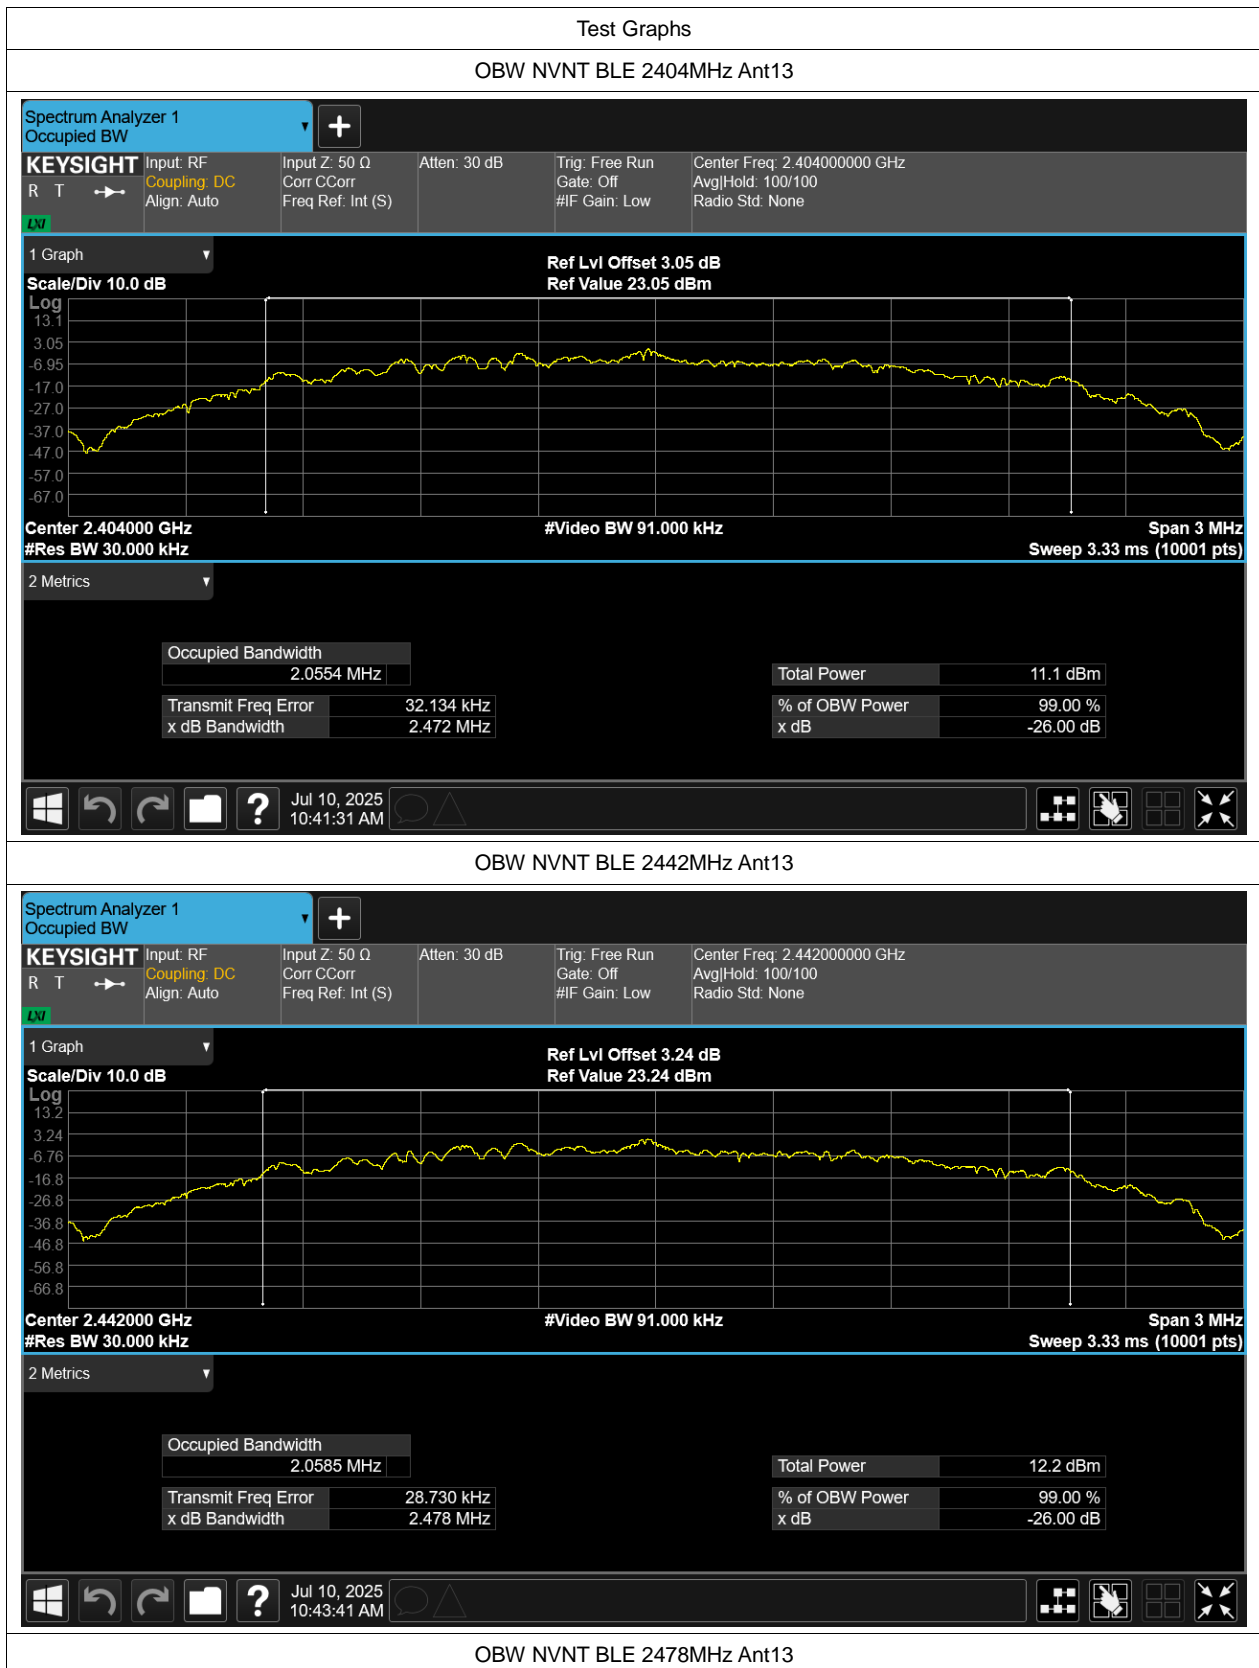 Test Graphs
OBW NVNT BLE 2404MHz Ant13
Spectrum Analyzer 1
Occupied BW
KEYSIGHT Input: RF Input Z: 50 Ω Atten: 30 dB Trig: Free Run Center Freq: 2.404000000 GHz
R T Coupling: DC Corr CCorr Gate: Off Avg|Hold: 100/100
Align: Auto Freq Ref: Int (S) #IF Gain: Low Radio Std: None
LXI
1 Graph
Ref Lvl Offset 3.05 dB
Scale/Div 10.0 dB Ref Value 23.05 dBm
Log
13.1
3.05
-6.95
-17.0
-27.0
-37.0
-47.0
-57.0
-67.0
Center 2.404000 GHz #Video BW 91.000 kHz Span 3 MHz
#Res BW 30.000 kHz Sweep 3.33 ms (10001 pts)
2 Metrics
Occupied Bandwidth
2.0554 MHz Total Power 11.1 dBm
Transmit Freq Error 32.134 kHz % of OBW Power 99.00 %
x dB Bandwidth 2.472 MHz x dB -26.00 dB
Jul 10, 2025
10:41:31 AM
OBW NVNT BLE 2442MHz Ant13
Spectrum Analyzer 1
Occupied BW
KEYSIGHT Input: RF Input Z: 50 Ω Atten: 30 dB Trig: Free Run Center Freq: 2.442000000 GHz
R T Coupling: DC Corr CCorr Gate: Off Avg|Hold: 100/100
Align: Auto Freq Ref: Int (S) #IF Gain: Low Radio Std: None
LXI
1 Graph
Ref Lvl Offset 3.24 dB
Scale/Div 10.0 dB Ref Value 23.24 dBm
Log
13.2
3.24
-6.76
-16.8
-26.8
-36.8
-46.8
-56.8
-66.8
Center 2.442000 GHz #Video BW 91.000 kHz Span 3 MHz
#Res BW 30.000 kHz Sweep 3.33 ms (10001 pts)
2 Metrics
Occupied Bandwidth
2.0585 MHz Total Power 12.2 dBm
Transmit Freq Error 28.730 kHz % of OBW Power 99.00 %
x dB Bandwidth 2.478 MHz x dB -26.00 dB
Jul 10, 2025
10:43:41 AM
OBW NVNT BLE 2478MHz Ant13